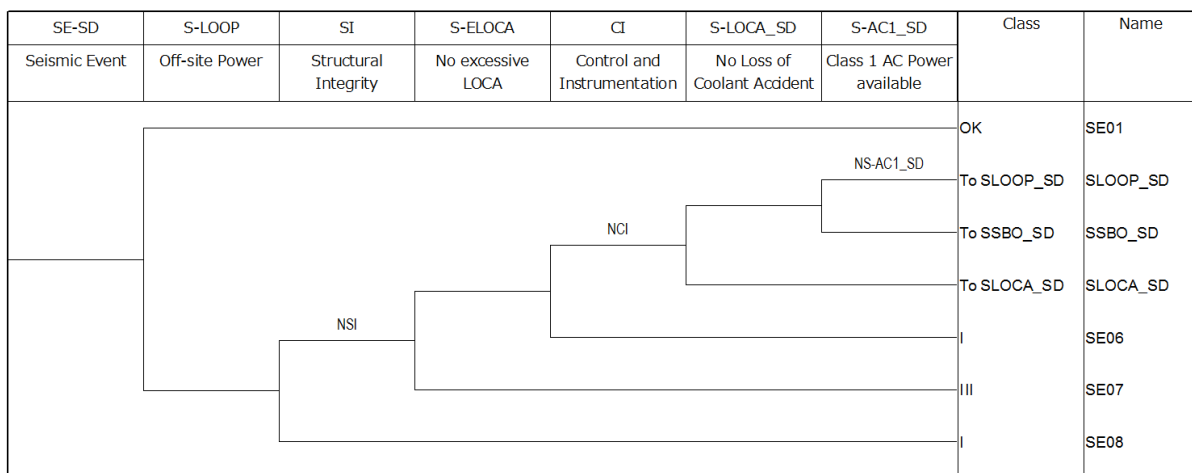 SE-SD S-LOOP SI S-ELOCA CI S-LOCA_SD S-AC1_SD Class Name
Seismic Event Off-site Power Structural No excessive Control and No Loss of Class 1 AC Power
Integrity LOCA Instrumentation Coolant Accident available
OK SE01
NS-AC1_SD
To SLOOP_SD SLOOP_SD
NCI To SSBO_SD SSBO_SD
To SLOCA_SD SLOCA_SD
NSI
I SE06
III SE07
I SE08